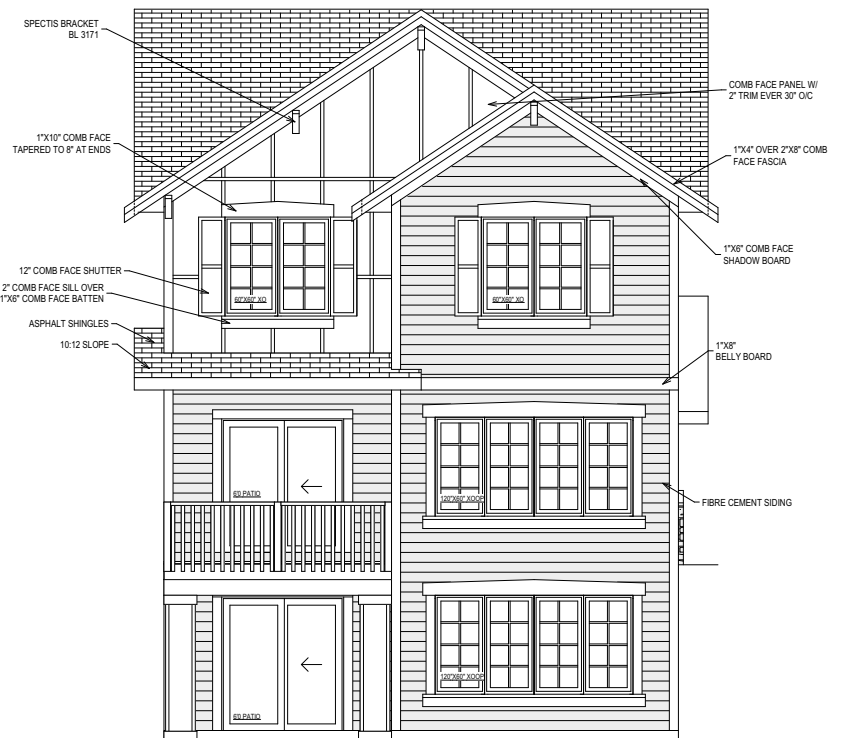 SPECTIS BRACKET
BL 3171
1"X10" COMB FACE
TAPERED TO 8" AT ENDS
12" COMB FACE SHUTTER
2" COMB FACE SILL OVER
1"X6" COMB FACE BATTEN
ASPHALT SHINGLES
10:12 SLOPE
COMB FACE PANEL W/
2" TRIM EVER 30" O/C
1"X4" OVER 2"X8" COMB
FACE FASCIA
1"X6" COMB FACE
SHADOW BOARD
1"X8"
BELLY BOARD
FIBRE CEMENT SIDING
60"X60" XO
60"X60" XO
6'0 PATIO
120"X60" XOOP
6'0 PATIO
120"X60" XOOP